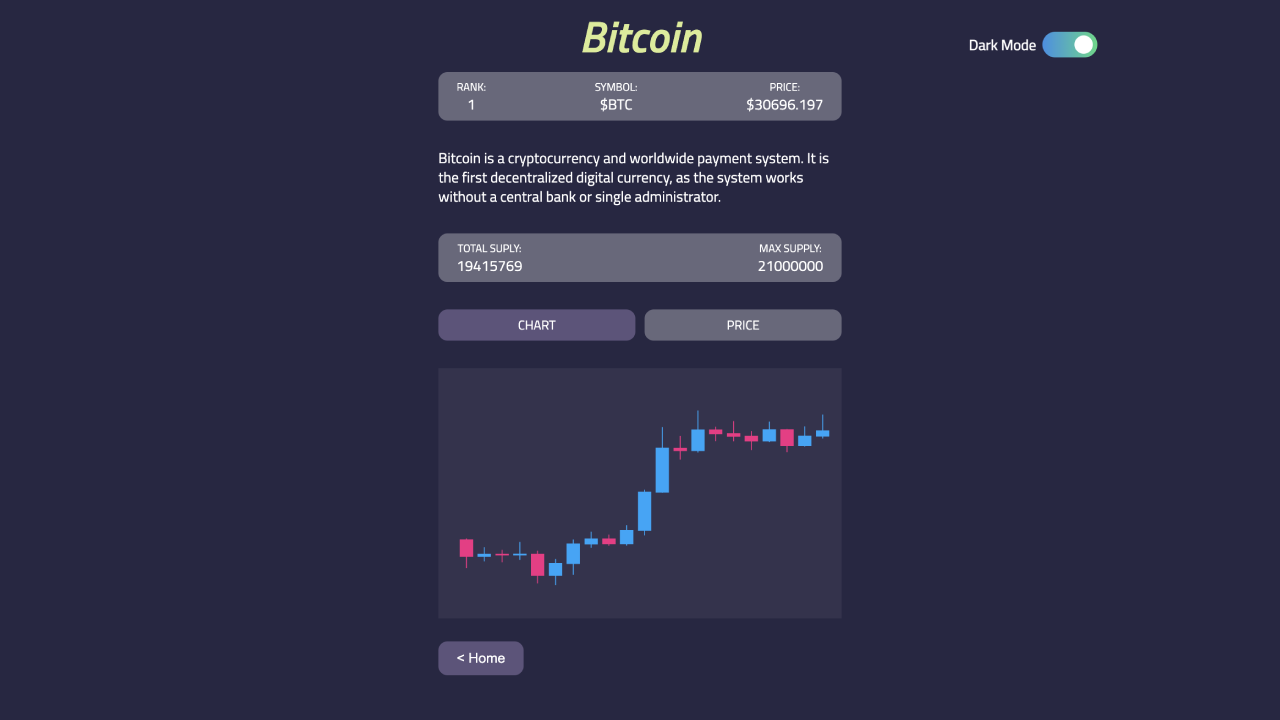 Bitcoin
Dark Mode
RANK:
1
SYMBOL:
$BTC
PRICE:
$30696.197
Bitcoin is a cryptocurrency and worldwide payment system. It is
the first decentralized digital currency, as the system works
without a central bank or single administrator.
TOTAL SUPLY:
19415769
MAX SUPPLY:
21000000
CHART
PRICE
< Home